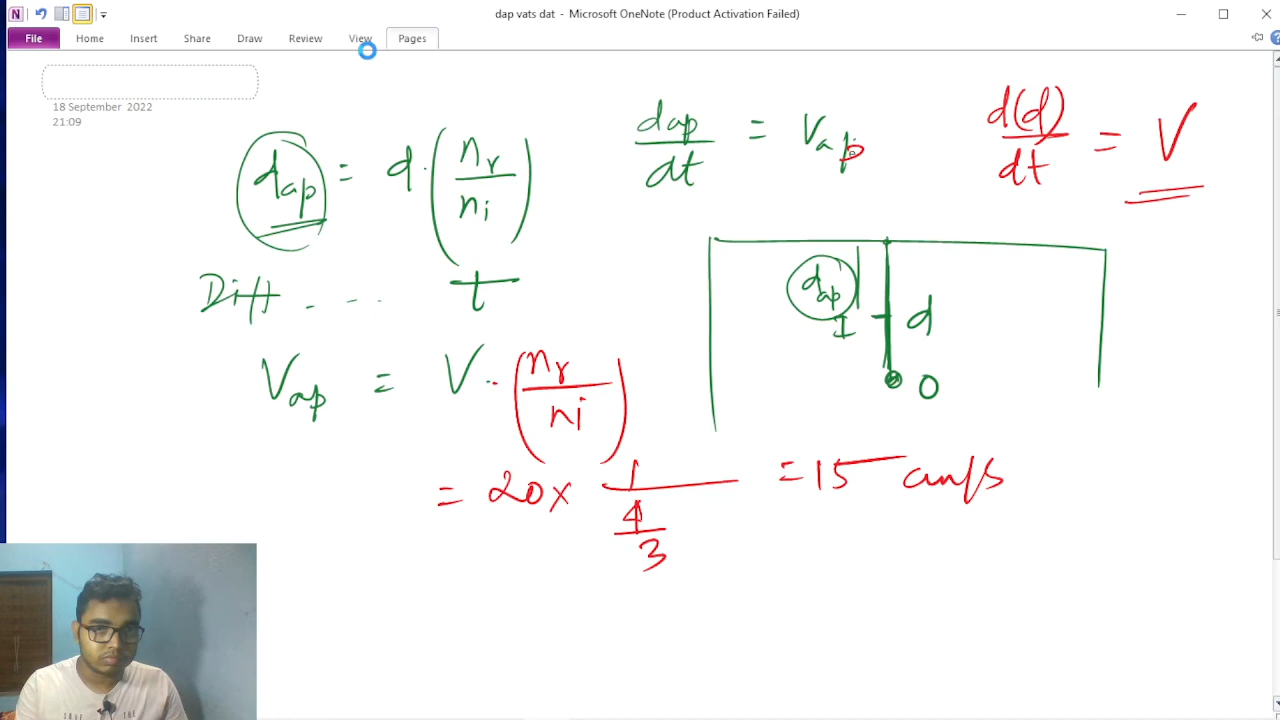 dap vats dat - Microsoft OneNote (Product Activation Failed)
File Home Insert Share Draw Review View Pages
18 September 2022
21:09
dap = d · (nr/ni)
dap/dt = Vap
d(d)/dt = V
Diff .... t
dap
I
d
O
Vap = V · (nr/ni)
= 20 x 1/(4/3) = 15 cm/s
LOVE THE